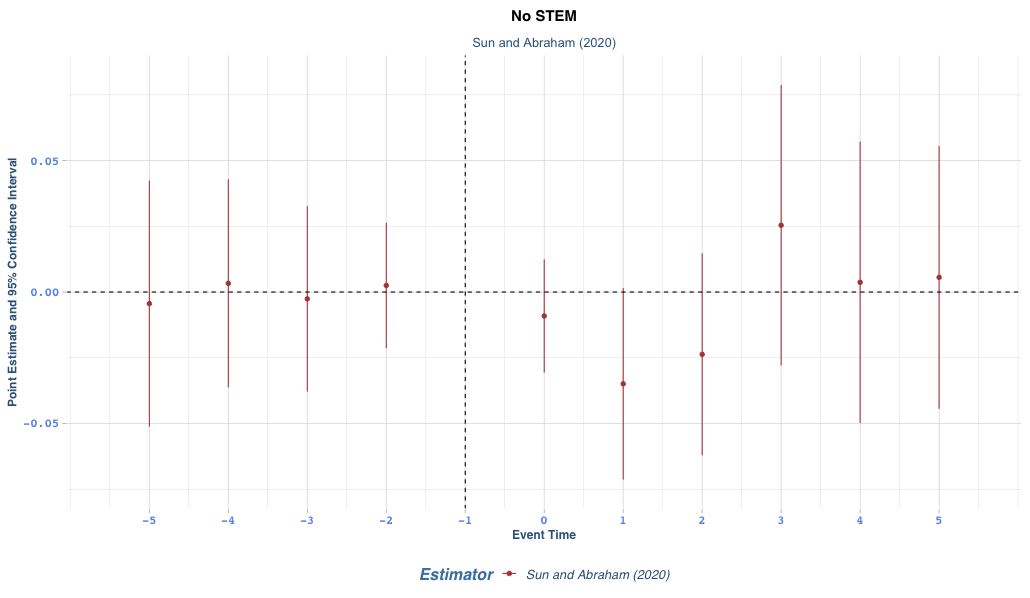 No STEM
Sun and Abraham (2020)
Point Estimate and 95% Confidence Interval
0.05
0.00
−0.05
−5 −4 −3 −2 −1 0 1 2 3 4 5
Event Time
Estimator Sun and Abraham (2020)